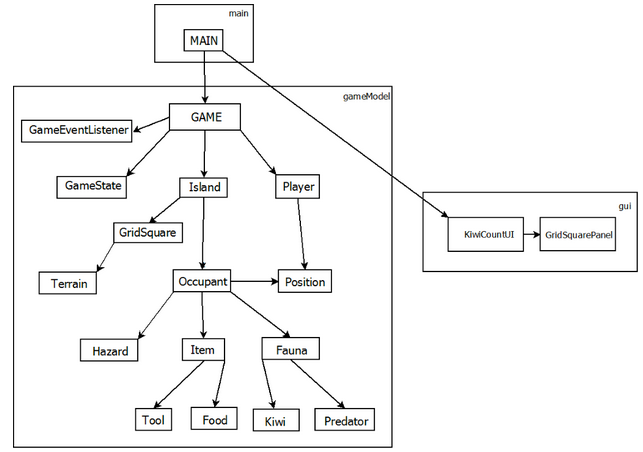 main
MAIN
gameModel
GAME
GameEventListener
GameState
Island
Player
gui
KiwiCountUI
GridSquarePanel
GridSquare
Terrain
Occupant
Position
Hazard
Item
Fauna
Tool
Food
Kiwi
Predator